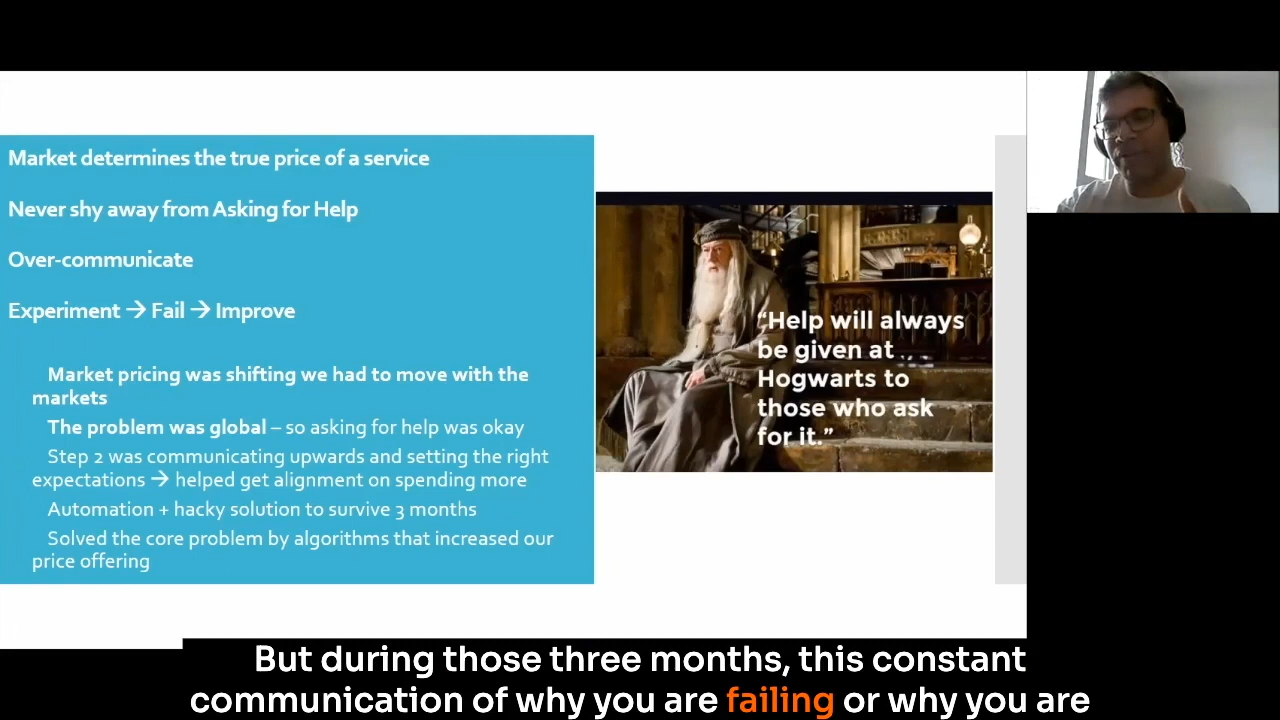 Market determines the true price of a service
Never shy away from Asking for Help
Over-communicate
Experiment → Fail → Improve
Market pricing was shifting we had to move with the
markets
The problem was global – so asking for help was okay
Step 2 was communicating upwards and setting the right
expectations → helped get alignment on spending more
Automation + hacky solution to survive 3 months
Solved the core problem by algorithms that increased our
price offering
“Help will always
be given at
Hogwarts to
those who ask
for it.”
But during those three months, this constant
communication of why you are failing or why you are